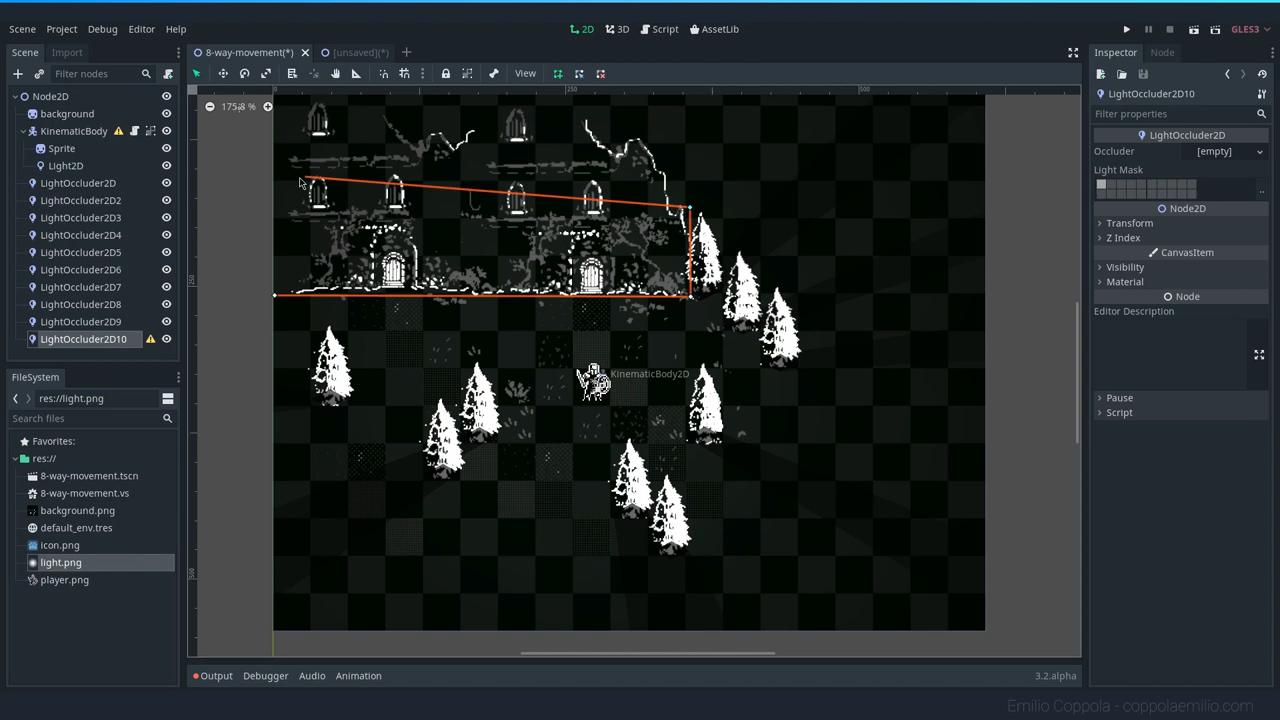 Scene Project Debug Editor Help
2D 3D Script AssetLib
GLES3
Scene Import
8-way-movement(*) [unsaved](*)
Inspector Node
Filter nodes
View
LightOccluder2D10
Filter properties
Node2D
background
KinematicBody
Sprite
Light2D
LightOccluder2D
LightOccluder2D2
LightOccluder2D3
LightOccluder2D4
LightOccluder2D5
LightOccluder2D6
LightOccluder2D7
LightOccluder2D8
LightOccluder2D9
LightOccluder2D10
0 250 500
250
500
KinematicBody2D
LightOccluder2D
Occluder [empty]
Light Mask
..
Node2D
Transform
Z Index
CanvasItem
Visibility
Material
Node
Editor Description
Pause
Script
FileSystem
res://light.png
Search files
Favorites:
res://
8-way-movement.tscn
8-way-movement.vs
background.png
default_env.tres
icon.png
light.png
player.png
Output Debugger Audio Animation
3.2.alpha
Emilio Coppola - coppolaemilio.com